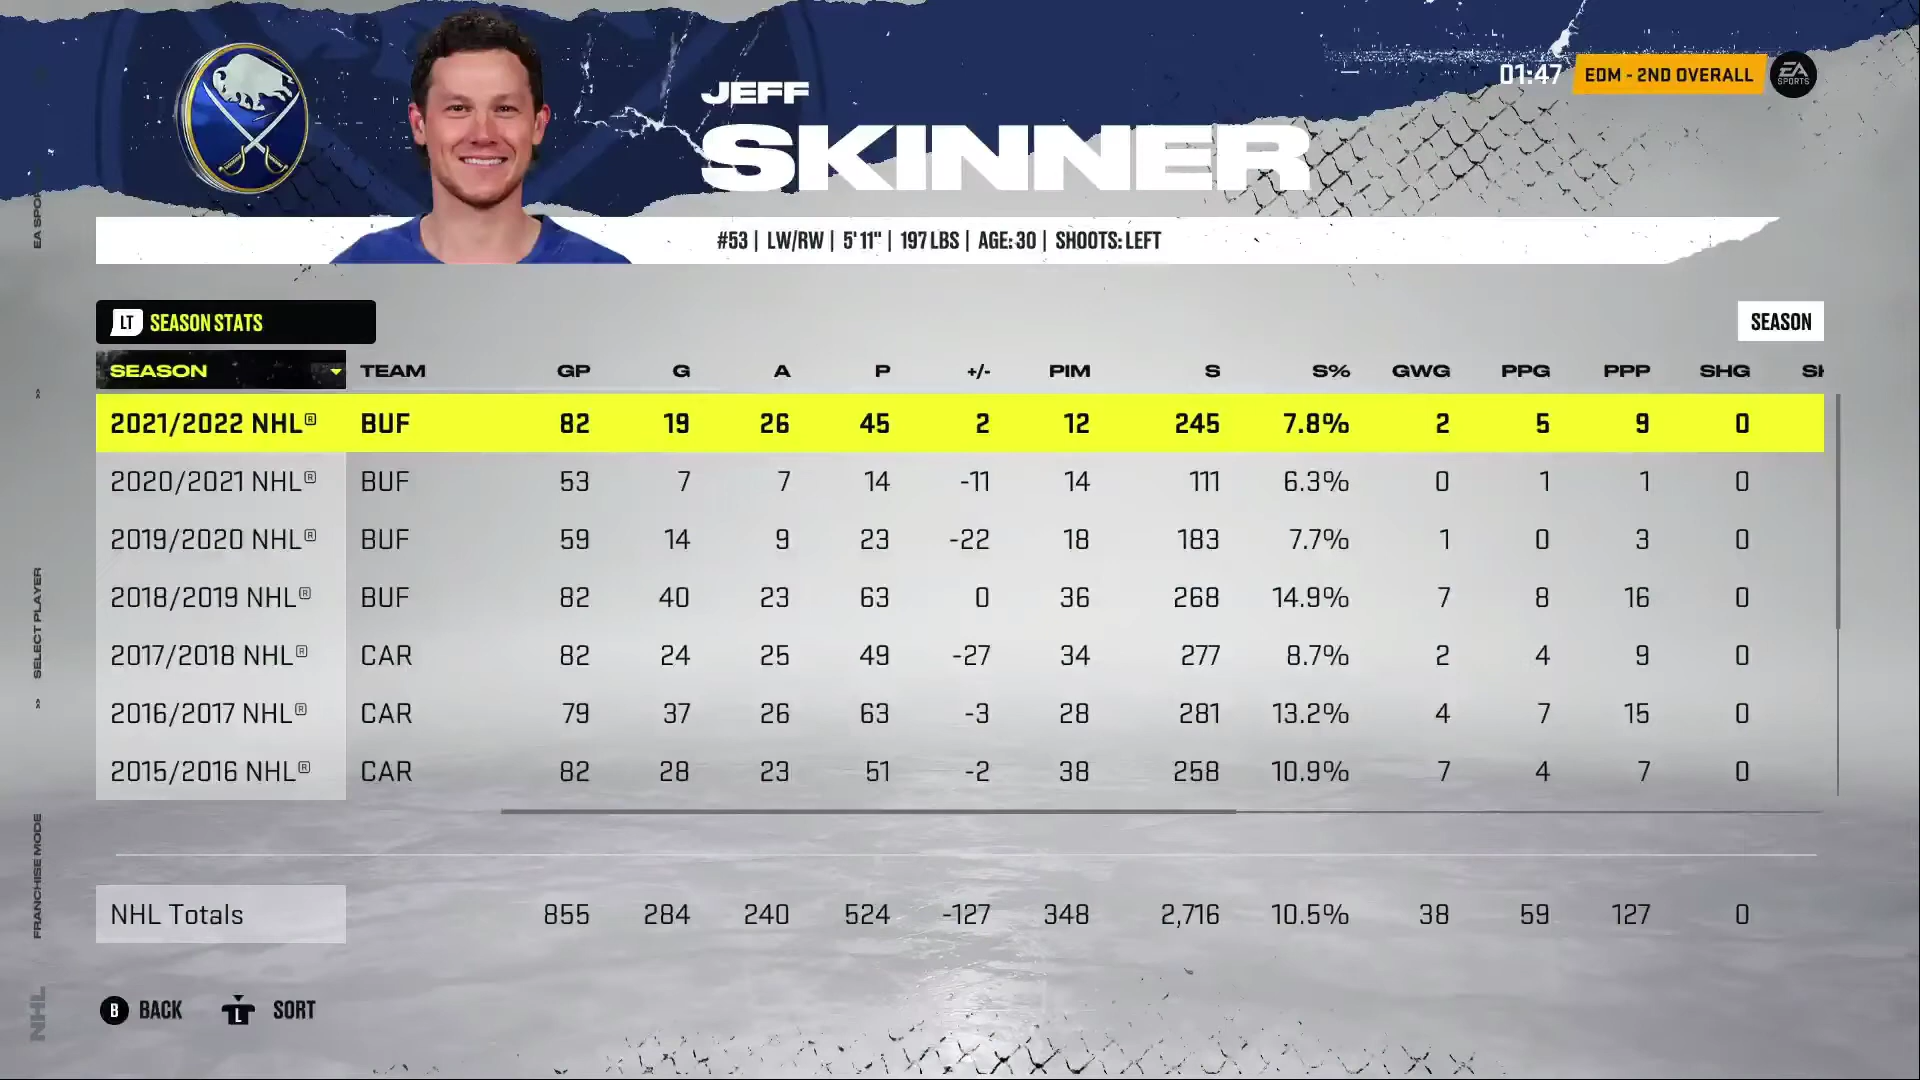 JEFF
SKINNER
01:47
EDM - 2ND OVERALL
EA
SPORTS
#53 | LW/RW | 5' 11" | 197 LBS | AGE: 30 | SHOOTS: LEFT
LT SEASON STATS
SEASON
SEASON TEAM GP G A P +/- PIM S S% GWG PPG PPP SHG
2021/2022 NHL® BUF 82 19 26 45 2 12 245 7.8% 2 5 9 0
2020/2021 NHL® BUF 53 7 7 14 -11 14 111 6.3% 0 1 1 0
2019/2020 NHL® BUF 59 14 9 23 -22 18 183 7.7% 1 0 3 0
2018/2019 NHL® BUF 82 40 23 63 0 36 268 14.9% 7 8 16 0
2017/2018 NHL® CAR 82 24 25 49 -27 34 277 8.7% 2 4 9 0
2016/2017 NHL® CAR 79 37 26 63 -3 28 281 13.2% 4 7 15 0
2015/2016 NHL® CAR 82 28 23 51 -2 38 258 10.9% 7 4 7 0
NHL Totals 855 284 240 524 -127 348 2,716 10.5% 38 59 127 0
B BACK L SORT
NHL FRANCHISE MODE >> SELECT PLAYER >>